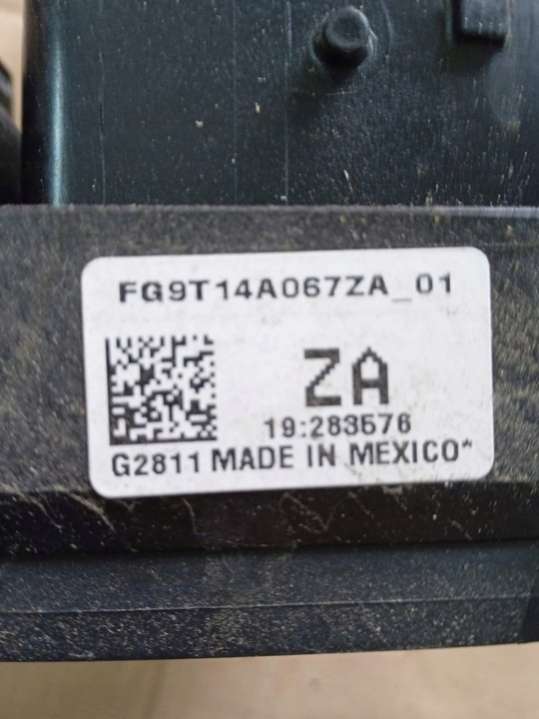 FG9T14A067ZA_01
ZA
19:283576
G2811 MADE IN MEXICO*